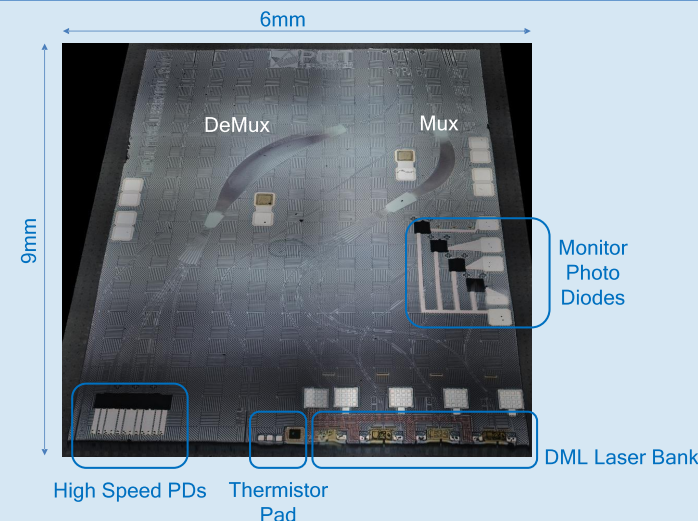 6mm
9mm
DeMux
Mux
Monitor
Photo
Diodes
DML Laser Bank
High Speed PDs
Thermistor
Pad